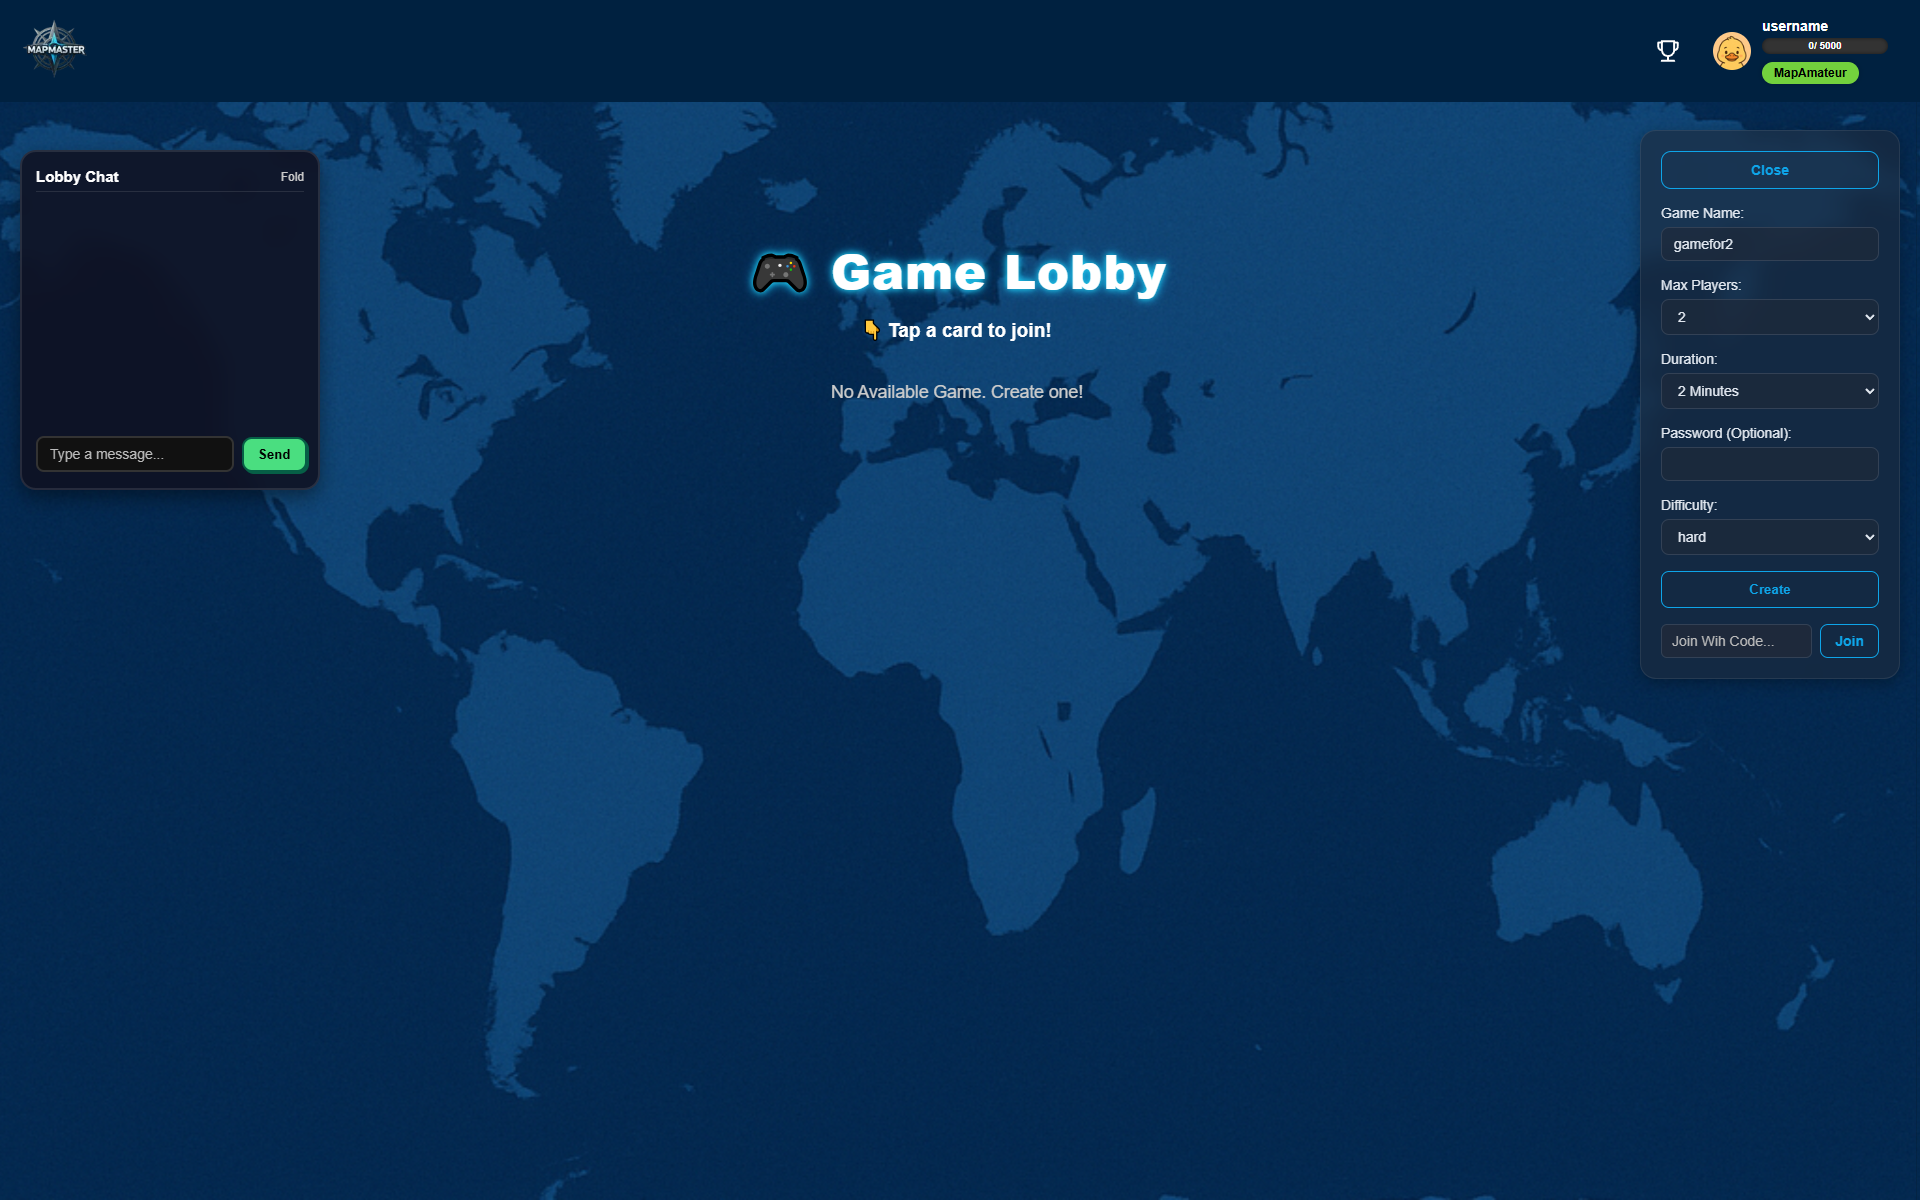 MAPMASTER
username
0/ 5000
MapAmateur
Lobby Chat
Fold
Type a message...
Send
Game Lobby
Tap a card to join!
No Available Game. Create one!
Close
Game Name:
gamefor2
Max Players:
2
Duration:
2 Minutes
Password (Optional):
Difficulty:
hard
Create
Join Wih Code...
Join